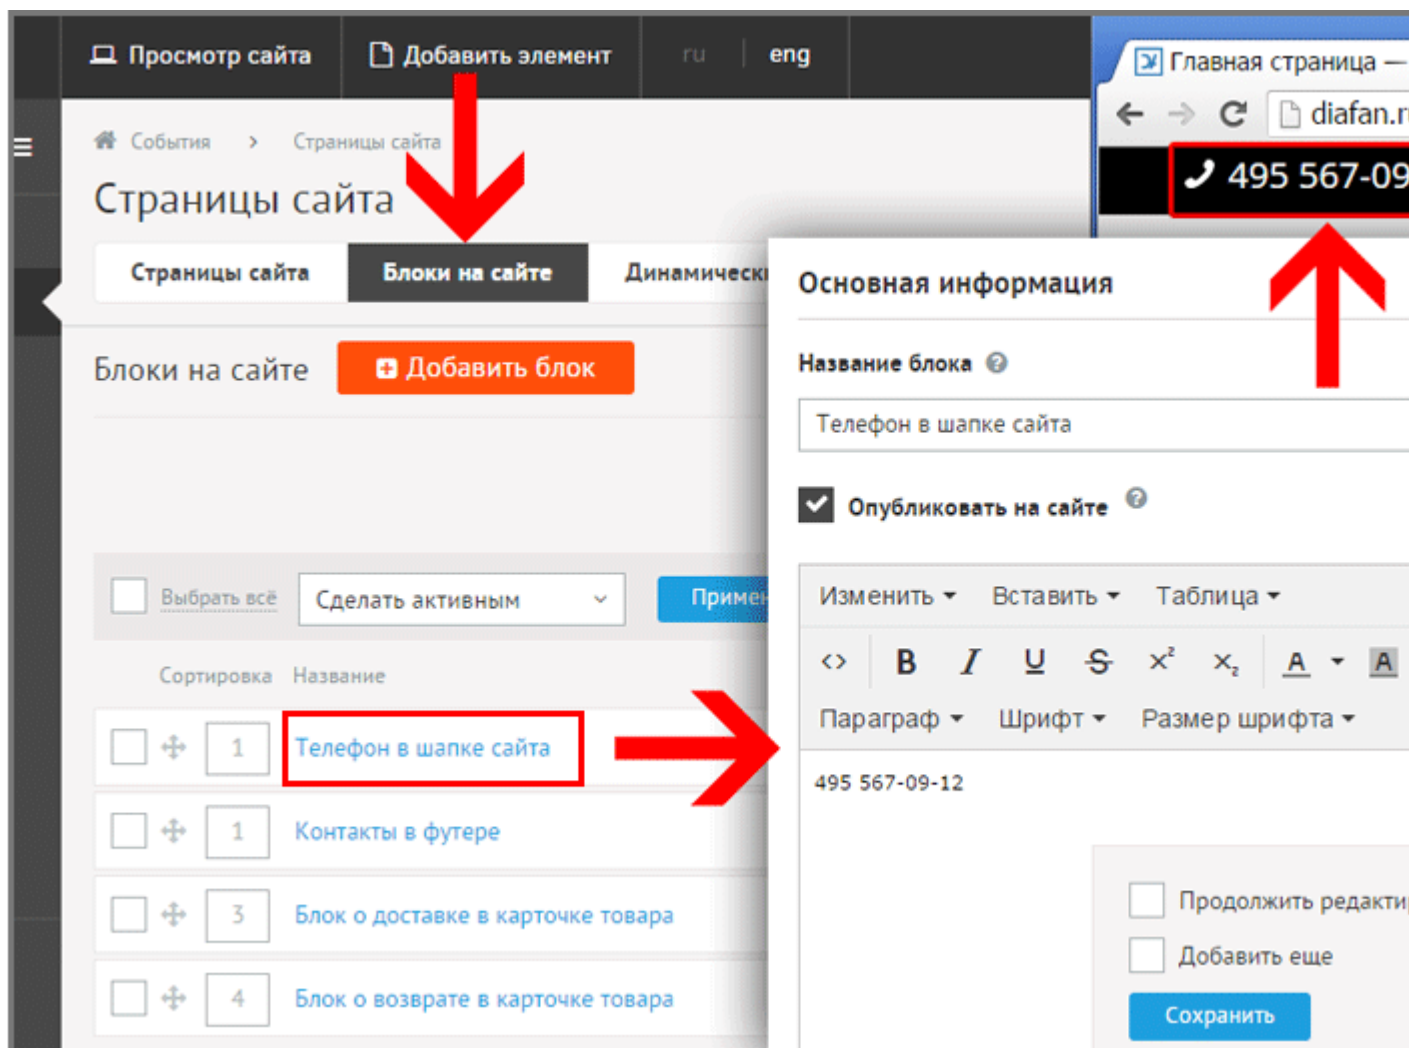 Просмотр сайта
Добавить элемент
ru
eng
Главная страница —
События > Страницы сайта
diafan.r
495 567-09
Страницы сайта
Страницы сайта
Блоки на сайте
Динамическ
Блоки на сайте
Добавить блок
Выбрать всё
Сделать активным
Примен
Сортировка Название
1 Телефон в шапке сайта
1 Контакты в футере
3 Блок о доставке в карточке товара
4 Блок о возврате в карточке товара
Основная информация
Название блока ?
Телефон в шапке сайта
Опубликовать на сайте ?
Изменить Вставить Таблица
<> B I U S x² x₂ A A
Параграф Шрифт Размер шрифта
495 567-09-12
Продолжить редакти
Добавить еще
Сохранить